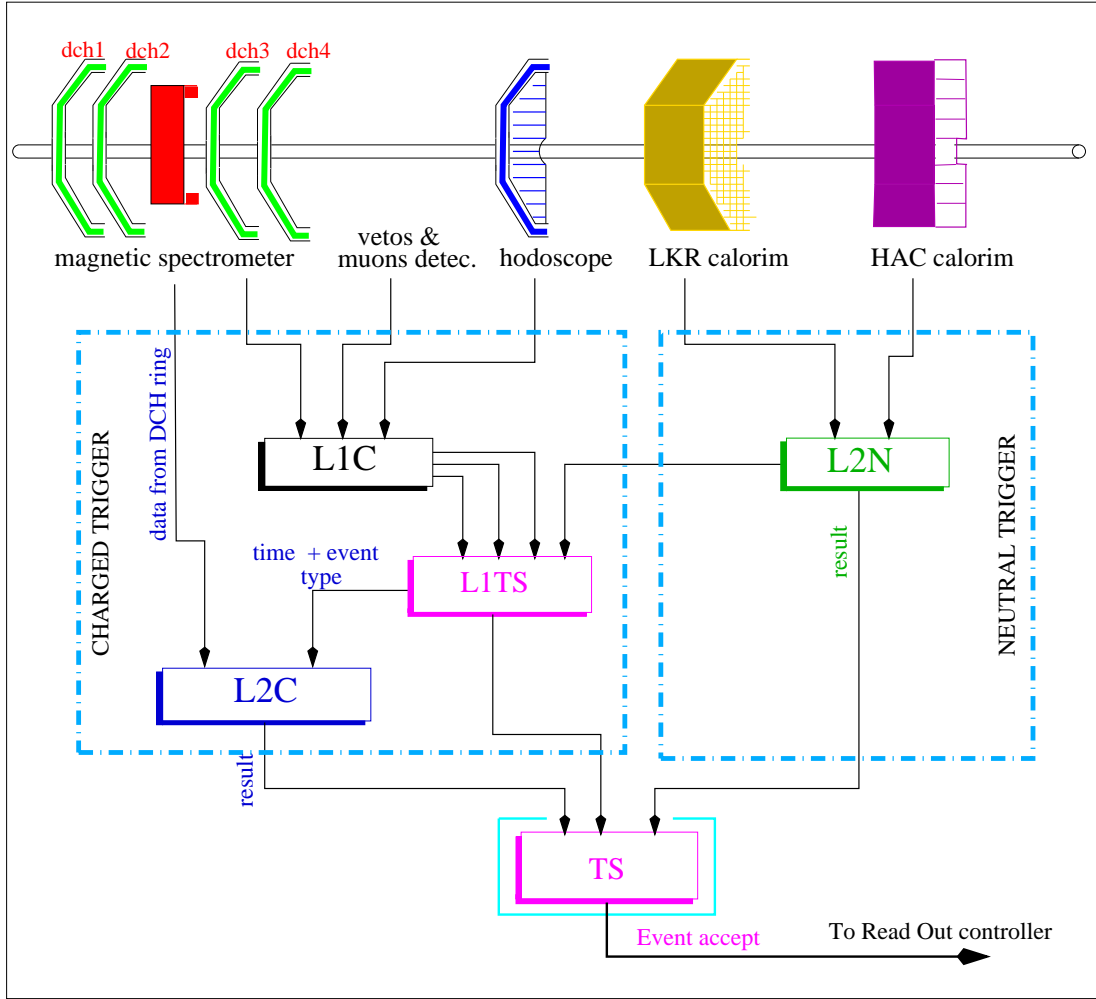 dch1
dch2
dch3
dch4
magnetic spectrometer
vetos &
muons detec.
hodoscope
LKR calorim
HAC calorim
data from DCH ring
CHARGED TRIGGER
L1C
L2N
NEUTRAL TRIGGER
result
time + event
type
L1TS
L2C
result
TS
Event accept
To Read Out controller